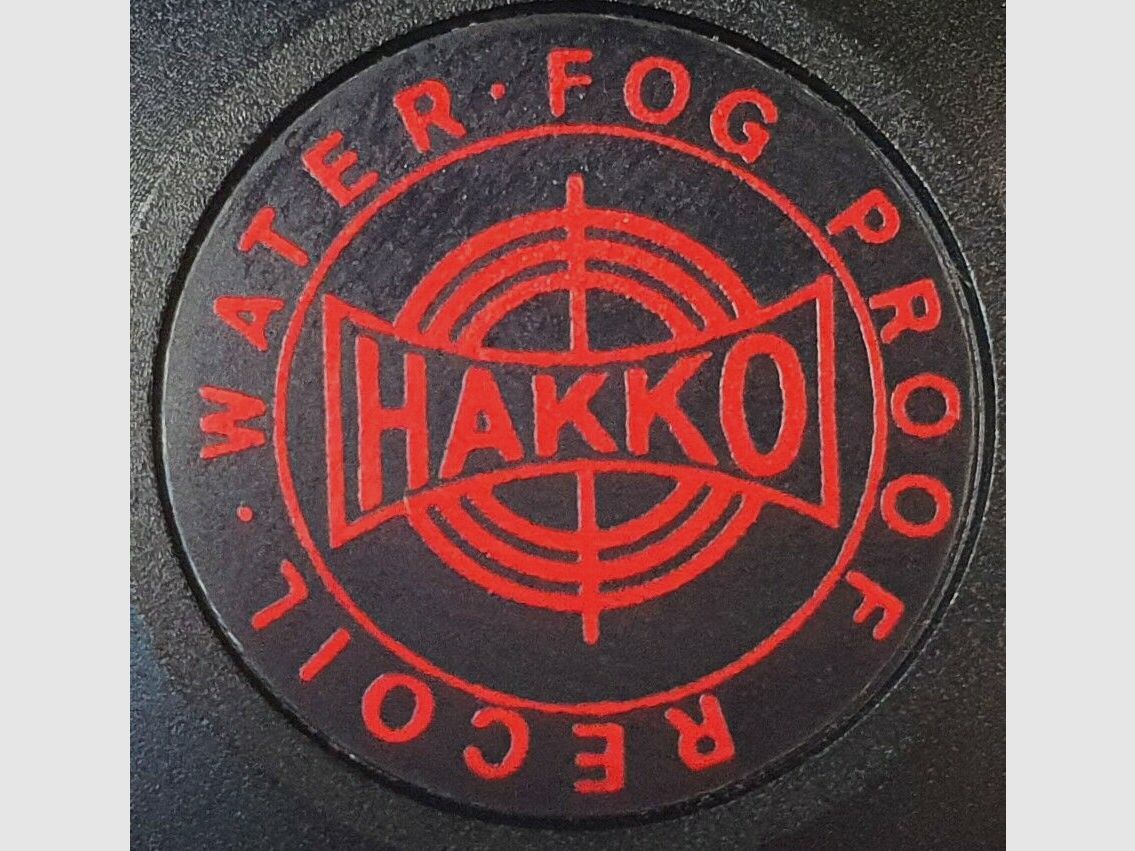 RECOIL · WATER · FOG PROOF
HAKKO